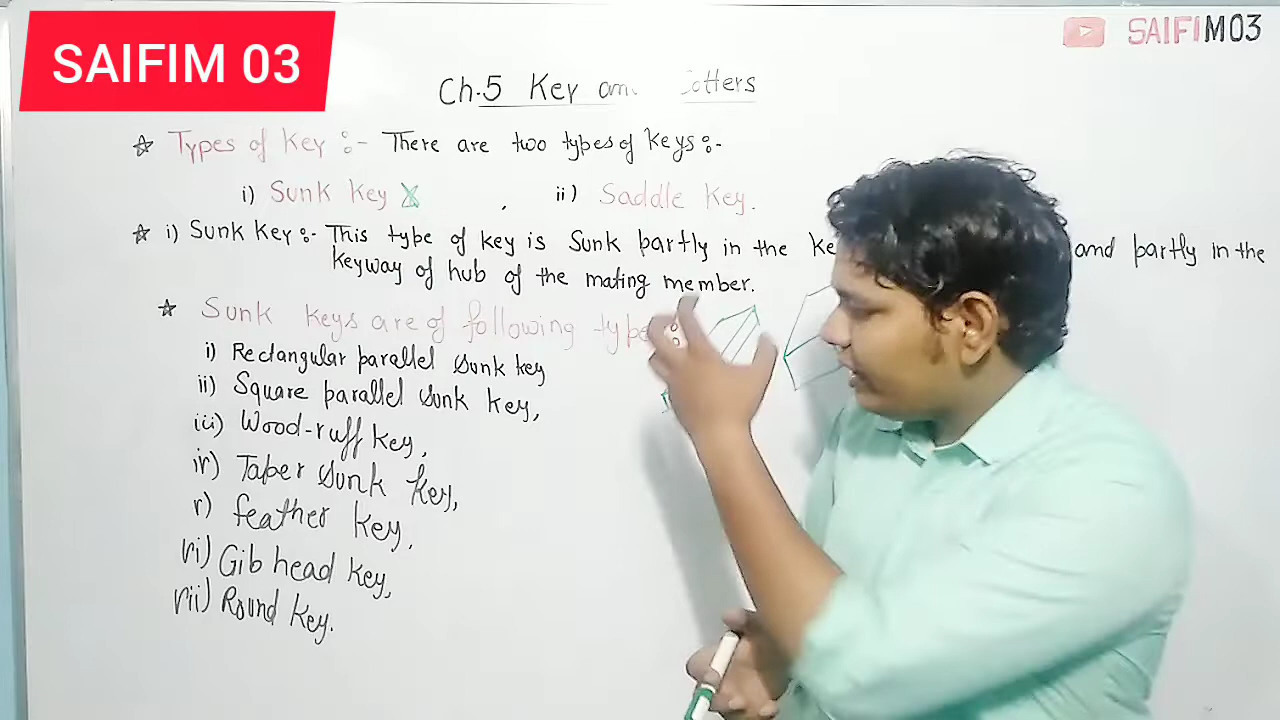 SAIFIM 03
SAIFIM03
Ch.5 Key an otters
☆ Types of Key :- There are two types of Keys :-
i) Sunk Key , ii) Saddle Key.
☆ i) Sunk Key :- This type of key is Sunk partly in the and partly in the
keyway of hub of the mating member.
★ Sunk keys are of following type :
i) Rectangular parallel Sunk key
ii) Square parallel sunk key,
iii) Wood-ruff key,
iv) Taper sunk key,
v) feather key,
vi) Gib head key,
vii) Round key.